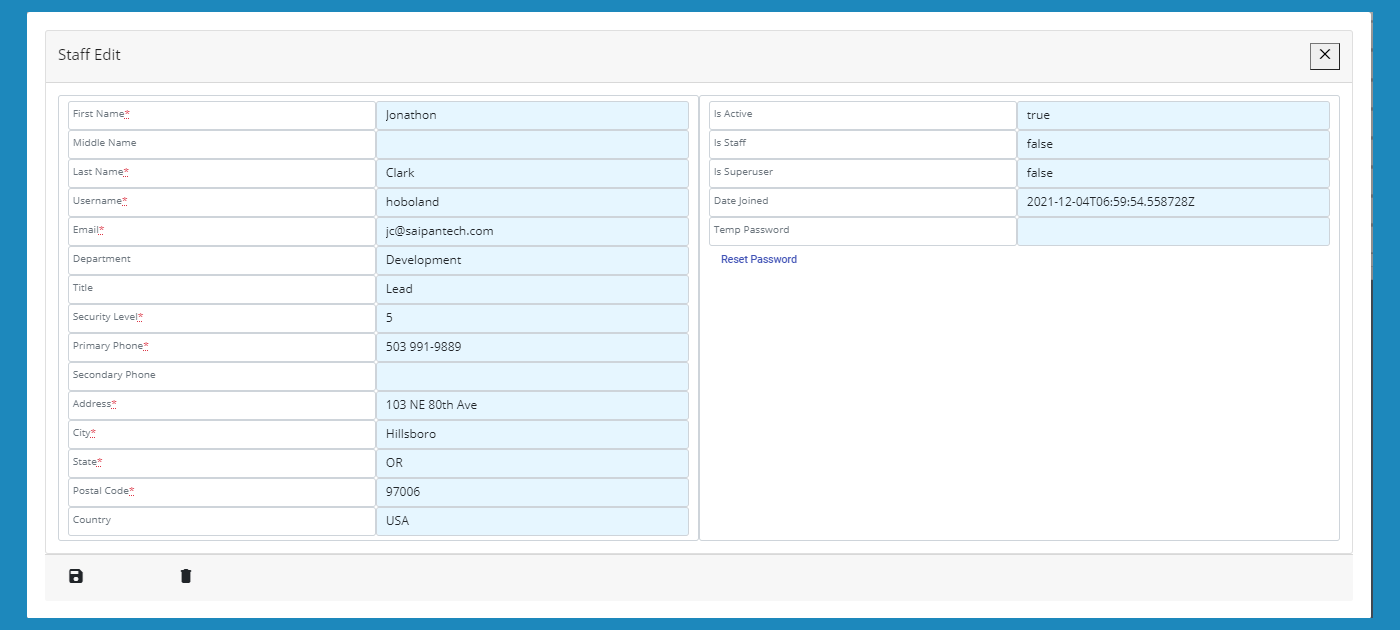 Staff Edit
First Name* Jonathon
Middle Name
Last Name* Clark
Username* hoboland
Email* jc@saipantech.com
Department Development
Title Lead
Security Level* 5
Primary Phone* 503 991-9889
Secondary Phone
Address* 103 NE 80th Ave
City* Hillsboro
State* OR
Postal Code* 97006
Country USA
Is Active true
Is Staff false
Is Superuser false
Date Joined 2021-12-04T06:59:54.558728Z
Temp Password
Reset Password